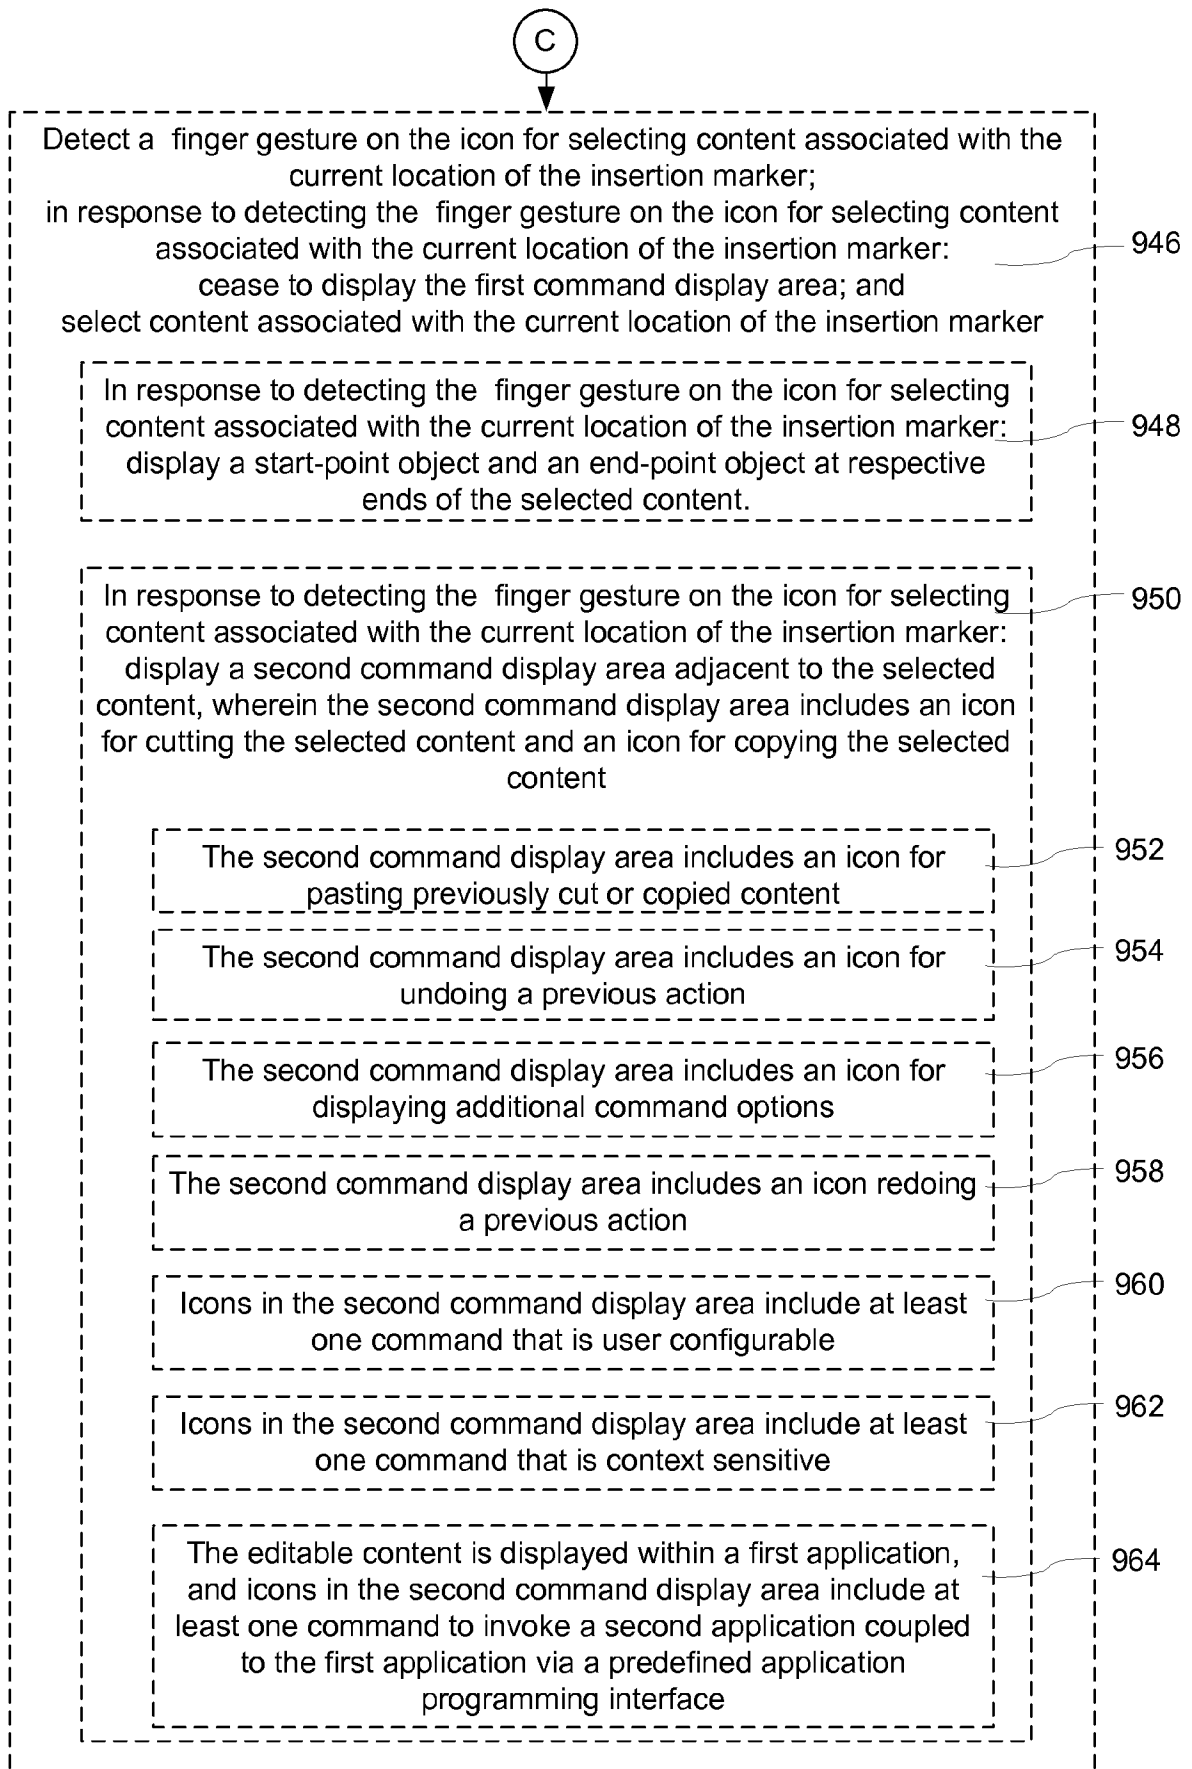 C
Detect a finger gesture on the icon for selecting content associated with the
current location of the insertion marker;
in response to detecting the finger gesture on the icon for selecting content
associated with the current location of the insertion marker:
cease to display the first command display area; and
select content associated with the current location of the insertion marker
946
In response to detecting the finger gesture on the icon for selecting
content associated with the current location of the insertion marker:
display a start-point object and an end-point object at respective
ends of the selected content.
948
In response to detecting the finger gesture on the icon for selecting
content associated with the current location of the insertion marker:
display a second command display area adjacent to the selected
content, wherein the second command display area includes an icon
for cutting the selected content and an icon for copying the selected
content
950
The second command display area includes an icon for
pasting previously cut or copied content
952
The second command display area includes an icon for
undoing a previous action
954
The second command display area includes an icon for
displaying additional command options
956
The second command display area includes an icon redoing
a previous action
958
Icons in the second command display area include at least
one command that is user configurable
960
Icons in the second command display area include at least
one command that is context sensitive
962
The editable content is displayed within a first application,
and icons in the second command display area include at
least one command to invoke a second application coupled
to the first application via a predefined application
programming interface
964